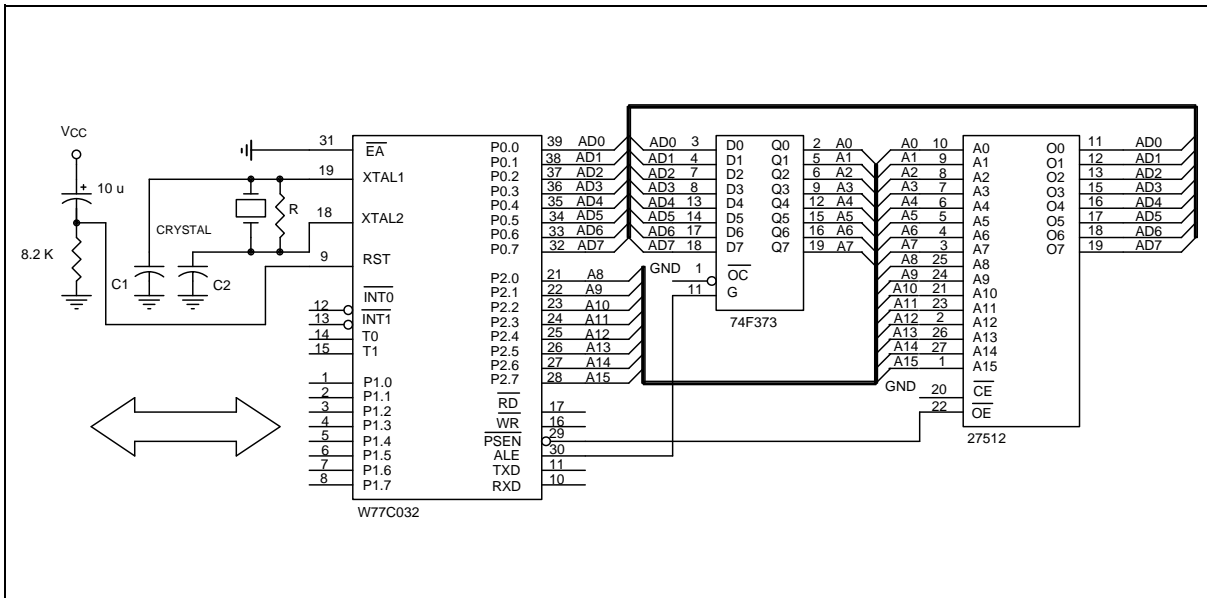 VCC
10 u
8.2 K
C1
C2
CRYSTAL
R
31 EA
19 XTAL1
18 XTAL2
9 RST
12 INT0
13 INT1
14 T0
15 T1
1 P1.0
2 P1.1
3 P1.2
4 P1.3
5 P1.4
6 P1.5
7 P1.6
8 P1.7
P0.0 39 AD0
P0.1 38 AD1
P0.2 37 AD2
P0.3 36 AD3
P0.4 35 AD4
P0.5 34 AD5
P0.6 33 AD6
P0.7 32 AD7
P2.0 21 A8
P2.1 22 A9
P2.2 23 A10
P2.3 24 A11
P2.4 25 A12
P2.5 26 A13
P2.6 27 A14
P2.7 28 A15
RD 17
WR 16
PSEN 29
ALE 30
TXD 11
RXD 10
W77C032
AD0 3 D0 Q0 2 A0
AD1 4 D1 Q1 5 A1
AD2 7 D2 Q2 6 A2
AD3 8 D3 Q3 9 A3
AD4 13 D4 Q4 12 A4
AD5 14 D5 Q5 15 A5
AD6 17 D6 Q6 16 A6
AD7 18 D7 Q7 19 A7
GND 1 OC
11 G
74F373
A0 10 A0
A1 9 A1
A2 8 A2
A3 7 A3
A4 6 A4
A5 5 A5
A6 4 A6
A7 3 A7
A8 25 A8
A9 24 A9
A10 21 A10
A11 23 A11
A12 2 A12
A13 26 A13
A14 27 A14
A15 1 A15
GND 20 CE
22 OE
O0 11 AD0
O1 12 AD1
O2 13 AD2
O3 15 AD3
O4 16 AD4
O5 17 AD5
O6 18 AD6
O7 19 AD7
27512